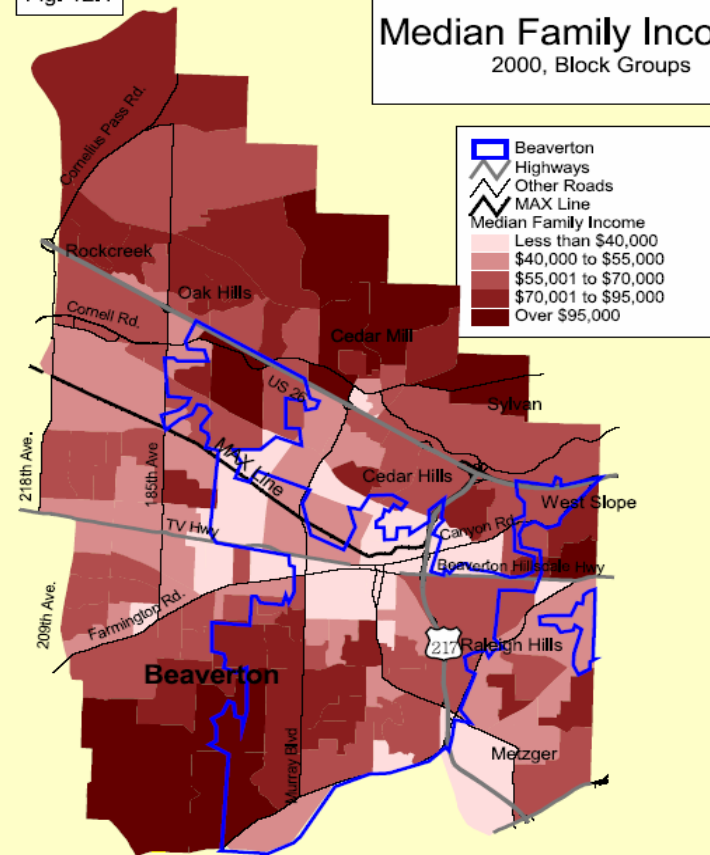 Median Family Inco
2000, Block Groups
Beaverton
Highways
Other Roads
MAX Line
Median Family Income
Less than $40,000
$40,000 to $55,000
$55,001 to $70,000
$70,001 to $95,000
Over $95,000
Cornelius Pass Rd.
Rockcreek
Oak Hills
Cornell Rd.
Cedar Mill
US 26
Sylvan
218th Ave.
185th Ave
MAX Line
Cedar Hills
West Slope
TV Hwy
Canyon Rd.
Beaverton Hillsdale Hwy
209th Ave.
Farmington Rd.
217
Raleigh Hills
Beaverton
Murray Blvd
Metzger